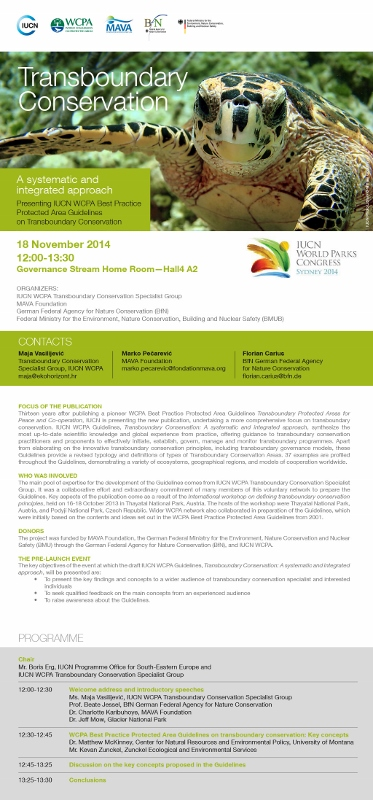 IUCN
WCPA
MAVA
BfN
Transboundary
Conservation
A systematic and
integrated approach
Presenting IUCN WCPA Best Practice
Protected Area Guidelines
on Transboundary Conservation
18 November 2014
12:00-13:30
Governance Stream Home Room—Hall4 A2
IUCN
WORLD PARKS
CONGRESS
SYDNEY 2014
ORGANIZERS:
IUCN WCPA Transboundary Conservation Specialist Group
MAVA Foundation
German Federal Agency for Nature Conservation (BfN)
Federal Ministry for the Environment, Nature Conservation, Building and Nuclear Safety (BMUB)
CONTACTS
Maja Vasilijević
Transboundary Conservation
Specialist Group, IUCN WCPA
maja@ekohorizont.hr
Marko Pećarević
MAVA Foundation
marko.pecarevic@fondationmava.org
Florian Carius
BfN German Federal Agency
for Nature Conservation
florian.carius@bfn.de
FOCUS OF THE PUBLICATION
Thirteen years after publishing a pioneer WCPA Best Practice Protected Area Guideline Transboundary Protected Areas for
Peace and Co-operation, IUCN is presenting the new publication, undertaking a more comprehensive focus on transboundary
conservation. IUCN WCPA Guidelines, Transboundary Conservation: A systematic and integrated approach, synthesize the
most up-to-date scientific knowledge and global experience from practice, offering guidance to transboundary conservation
practitioners and proponents to effectively initiate, establish, govern, manage and monitor transboundary programmes. Apart
from elaborating on the innovative transboundary conservation principles, including transboundary governance models, these
Guidelines provide a revised typology and definitions of types of Transboundary Conservation Areas. 37 examples are profiled
throughout the Guidelines, demonstrating a variety of ecosystems, geographical regions, and models of cooperation worldwide.
WHO WAS INVOLVED
The main pool of expertise for the development of the Guidelines comes from IUCN WCPA Transboundary Conservation Specialist
Group. It was a collaborative effort and extraordinary commitment of many members of this voluntary network to prepare the
Guidelines. Key aspects of the publication come as a result of the International workshop on defining transboundary conservation
principles, held on 16-18 October 2013 in Thayatal National Park, Austria. The hosts of the workshop were Thayatal National Park,
Austria, and Podyjí National Park, Czech Republic. Wider WCPA network also collaborated in preparation of the Guidelines, which
were initially based on the contents and ideas set out in the WCPA Best Practice Protected Area Guidelines from 2001.
DONORS
The project was funded by MAVA Foundation, the German Federal Ministry for the Environment, Nature Conservation and Nuclear
Safety (BMU) through the German Federal Agency for Nature Conservation (BfN), and IUCN WCPA.
THE PRE-LAUNCH EVENT
The key objectives of the event at which the draft IUCN WCPA Guidelines, Transboundary Conservation: A systematic and integrated
approach, will be presented are:
• To present the key findings and concepts to a wider audience of transboundary conservation specialist and interested
individuals
• To seek qualified feedback on the main concepts from an experienced audience
• To raise awareness about the Guidelines.
PROGRAMME
Chair
Mr. Boris Erg, IUCN Programme Office for South-Eastern Europe and
IUCN WCPA Transboundary Conservation Specialist Group
12:00-12:30 Welcome address and introductory speeches
Ms. Maja Vasilijević, IUCN WCPA Transboundary Conservation Specialist Group
Prof. Beate Jessel, BfN German Federal Agency for Nature Conservation
Dr. Charlotte Karibuhoye, MAVA Foundation
Dr. Jeff Mow, Glacier National Park
12:30-12:45 WCPA Best Practice Protected Area Guidelines on transboundary conservation: Key concepts
Dr. Matthew McKinney, Center for Natural Resources and Environmental Policy, University of Montana
Mr. Kevan Zunckel, Zunckel Ecological and Environmental Services
12:45-13:25 Discussion on the key concepts proposed in the Guidelines
13:25-13:30 Conclusions